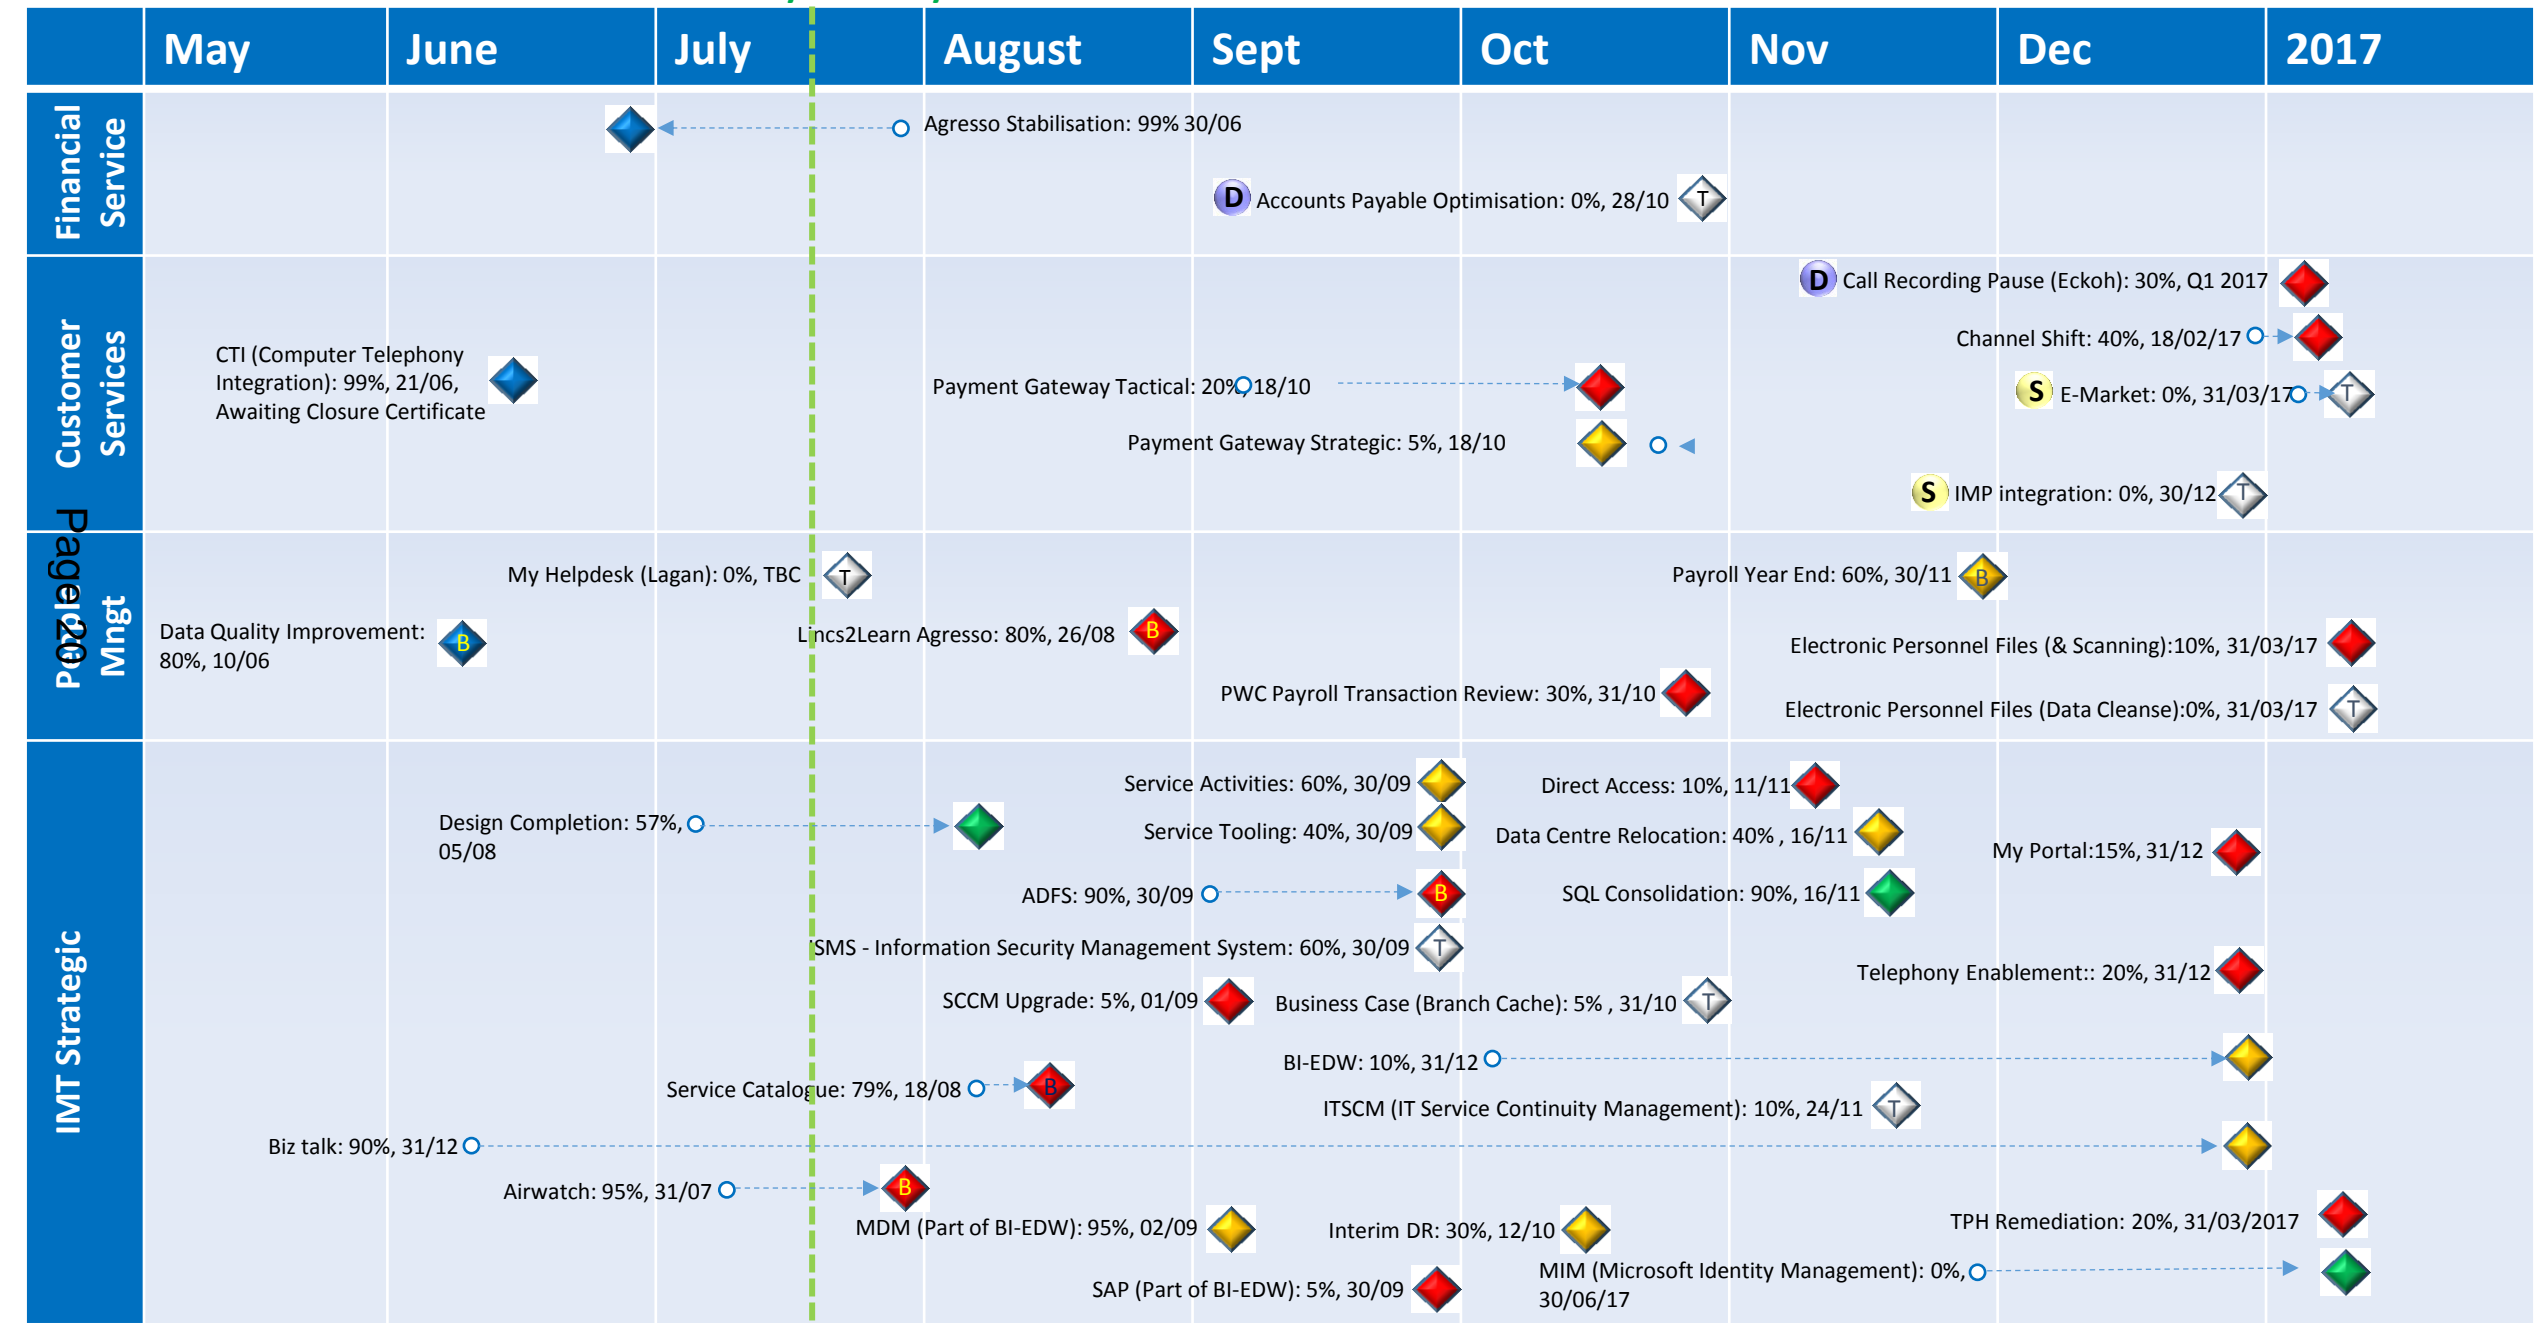 May June July August Sept Oct Nov Dec 2017
Financial
Service
Agresso Stabilisation: 99% 30/06
D Accounts Payable Optimisation: 0%, 28/10 T
Customer
Services
D Call Recording Pause (Eckoh): 30%, Q1 2017
Channel Shift: 40%, 18/02/17
CTI (Computer Telephony
Integration): 99%, 21/06,
Awaiting Closure Certificate
Payment Gateway Tactical: 20%, 18/10
S E-Market: 0%, 31/03/17 T
Payment Gateway Strategic: 5%, 18/10
S IMP integration: 0%, 30/12 T
Page 20
People
Mngt
My Helpdesk (Lagan): 0%, TBC T
Payroll Year End: 60%, 30/11 B
Data Quality Improvement:
80%, 10/06 B
Lincs2Learn Agresso: 80%, 26/08 B
Electronic Personnel Files (& Scanning):10%, 31/03/17
PWC Payroll Transaction Review: 30%, 31/10
Electronic Personnel Files (Data Cleanse):0%, 31/03/17 T
IMT Strategic
Service Activities: 60%, 30/09
Direct Access: 10%, 11/11
Design Completion: 57%,
05/08
Service Tooling: 40%, 30/09
Data Centre Relocation: 40% , 16/11
My Portal:15%, 31/12
ADFS: 90%, 30/09 B
SQL Consolidation: 90%, 16/11
SMS - Information Security Management System: 60%, 30/09 T
Telephony Enablement:: 20%, 31/12
SCCM Upgrade: 5%, 01/09
Business Case (Branch Cache): 5% , 31/10 T
BI-EDW: 10%, 31/12
Service Catalogue: 79%, 18/08 B
ITSCM (IT Service Continuity Management): 10%, 24/11 T
Biz talk: 90%, 31/12
Airwatch: 95%, 31/07 B
MDM (Part of BI-EDW): 95%, 02/09
Interim DR: 30%, 12/10
TPH Remediation: 20%, 31/03/2017
SAP (Part of BI-EDW): 5%, 30/09
MIM (Microsoft Identity Management): 0%,
30/06/17